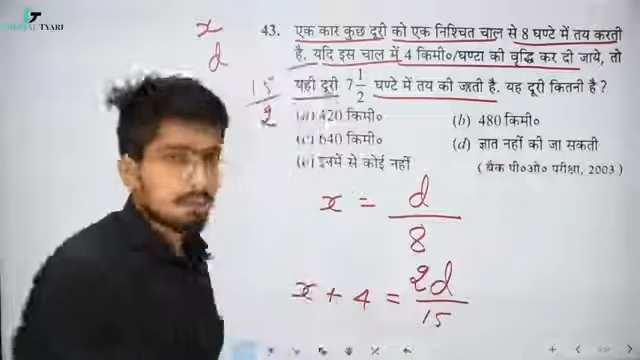 TYARI
x
d
15
2
43. एक कार कुछ दूरी को एक निश्चित चाल से 8 घण्टे में तय करती
है. यदि इस चाल में 4 किमी०/घण्टा की वृद्धि कर दी जाये, तो
यही दूरी 7 1/2 घण्टे में तय की जाती है. यह दूरी कितनी है ?
(a) 420 किमी० (b) 480 किमी०
(c) 640 किमी० (d) ज्ञात नहीं की जा सकती
(e) इनमें से कोई नहीं ( बैंक पी०ओ० परीक्षा, 2003 )
x = d
8
x + 4 = 2d
15